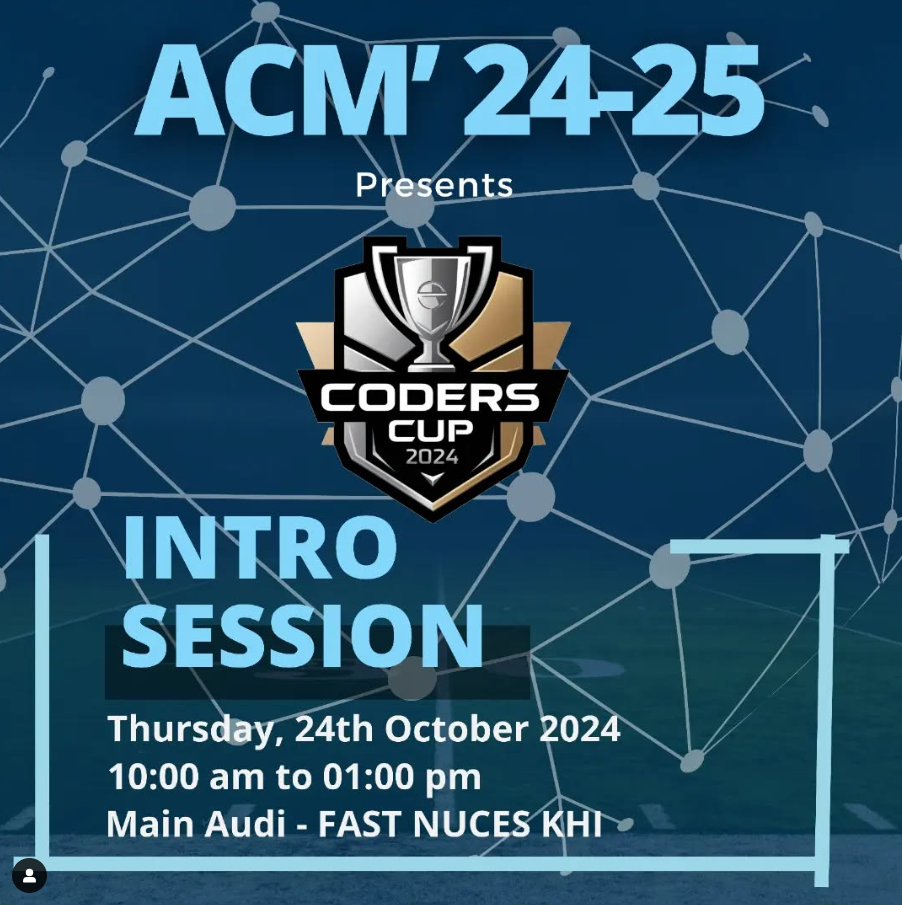 ACM’ 24-25
Presents
CODERS
CUP
2024
INTRO
SESSION
Thursday, 24th October 2024
10:00 am to 01:00 pm
Main Audi - FAST NUCES KHI